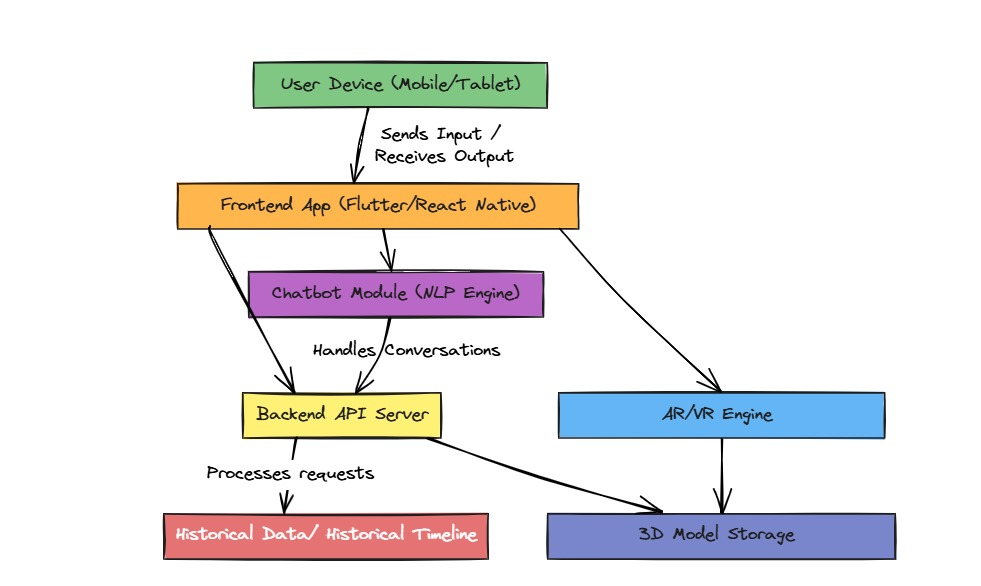 User Device (Mobile/Tablet)
Sends Input /
Receives Output
Frontend App (Flutter/React Native)
Chatbot Module (NLP Engine)
Handles Conversations
Backend API Server
AR/VR Engine
Processes requests
Historical Data/ Historical Timeline
3D Model Storage